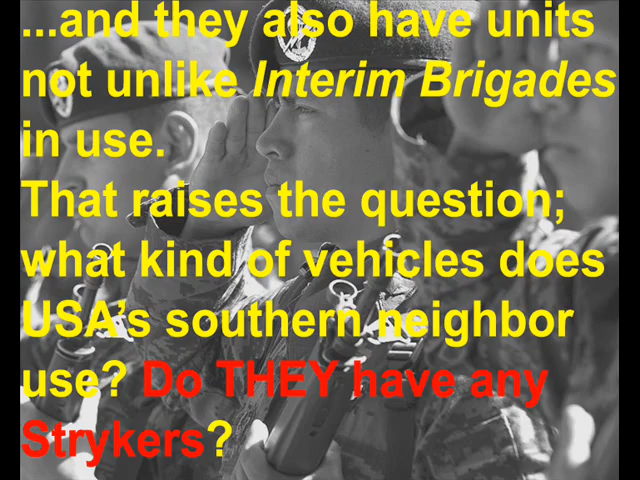 ...and they also have units
not unlike Interim Brigades
in use.
That raises the question;
what kind of vehicles does
USA's southern neighbor
use? Do THEY have any
Strykers?